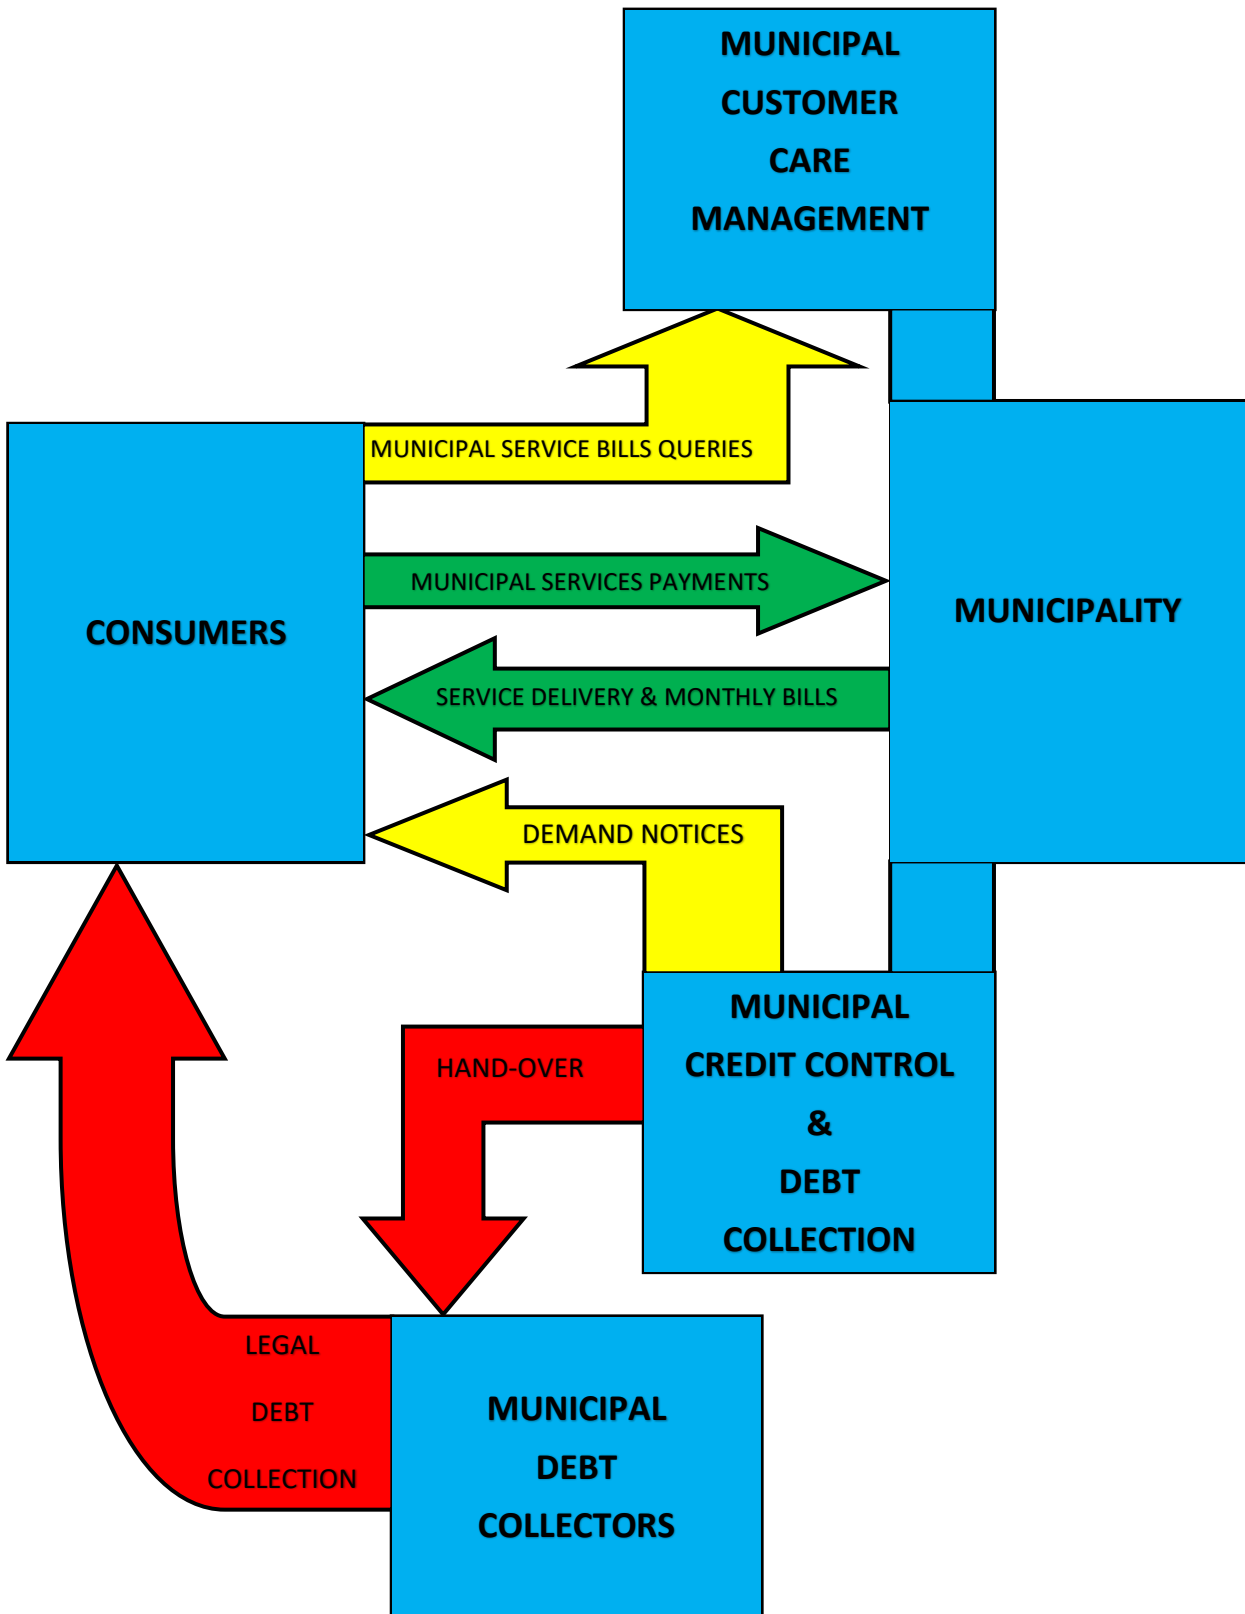 MUNICIPAL
CUSTOMER
CARE
MANAGEMENT
MUNICIPAL SERVICE BILLS QUERIES
MUNICIPAL SERVICES PAYMENTS
CONSUMERS
MUNICIPALITY
SERVICE DELIVERY & MONTHLY BILLS
DEMAND NOTICES
MUNICIPAL
CREDIT CONTROL
&
DEBT
COLLECTION
HAND-OVER
LEGAL
DEBT
COLLECTION
MUNICIPAL
DEBT
COLLECTORS